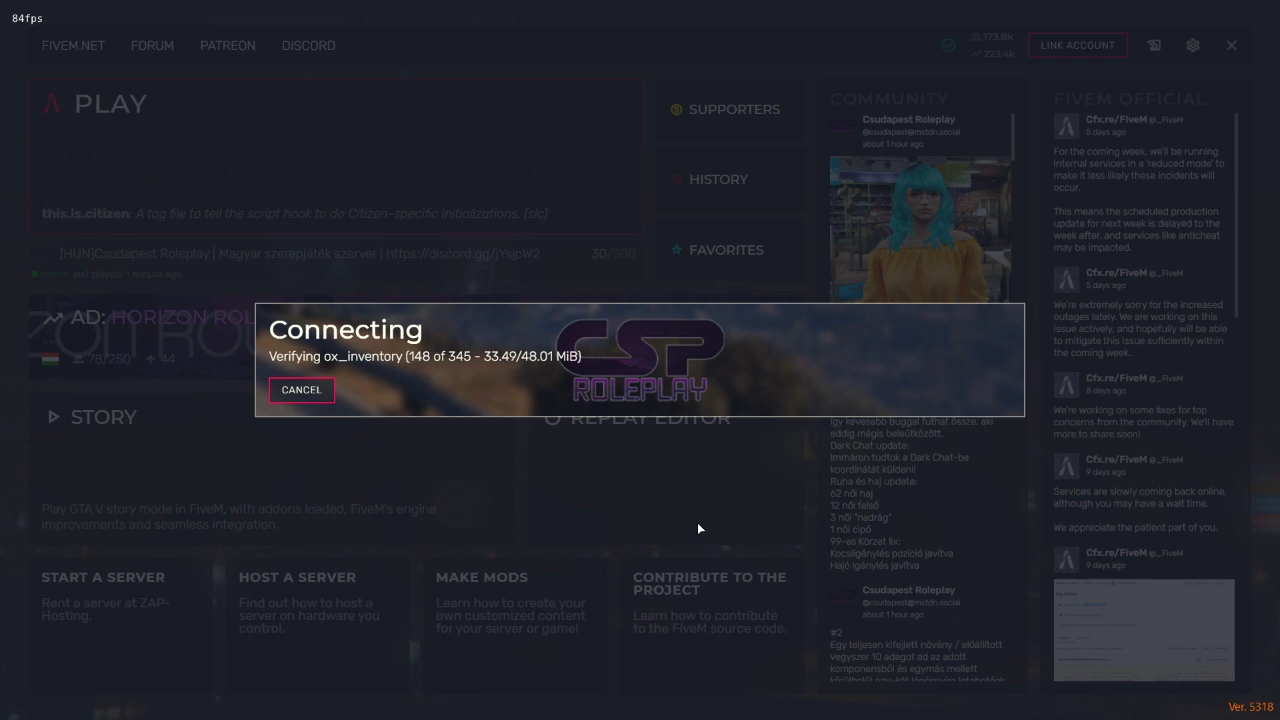 84fps
FIVEM.NET
FORUM
PATREON
DISCORD
173.8k
223.4k
LINK ACCOUNT
PLAY
this.is.citizen: A tag file to tell the script hook to do Citizen-specific initializations. (sic)
[HUN]Csudapest Roleplay | Magyar szerepjáték szerver | https://discord.gg/jYsjpW2
30/300
last played: 1 minute ago
SUPPORTERS
HISTORY
FAVORITES
AD: HORIZON ROL
78/250
44
Connecting
Verifying ox_inventory (148 of 345 - 33.49/48.01 MiB)
CANCEL
CSP
ROLEPLAY
STORY
Play GTA V story mode in FiveM, with addons loaded, FiveM's engine
improvements and seamless integration.
REPLAY EDITOR
START A SERVER
Rent a server at ZAP-
Hosting.
HOST A SERVER
Find out how to host a
server on hardware you
control.
MAKE MODS
Learn how to create your
own customized content
for your server or game!
CONTRIBUTE TO THE
PROJECT
Learn how to contribute
to the FiveM source code.
COMMUNITY
Csudapest Roleplay
@csudapest@mstdn.social
about 1 hour ago
így kevesebb buggal futhat össze, aki
eddig mégis beleütközött.
Dark Chat update:
Immáron tudtok a Dark Chat-be
koordinátát küldeni!
Ruha és haj update:
62 női haj
12 női felső
3 női "nadrág"
1 női cipő
99-es Körzet fix:
Kocsiigénylés pozíció javítva
Hajó igénylés javítva
Csudapest Roleplay
@csudapest@mstdn.social
about 1 hour ago
#2
Egy teljesen kifejlett növény / előállított
vegyszer 10 adagot ad az adott
komponensből és egymás mellett
FIVEM OFFICIAL
Cfx.re/FiveM @_FiveM
5 days ago
For the coming week, we'll be running
internal services in a 'reduced mode' to
make it less likely these incidents will
occur.
This means the scheduled production
update for next week is delayed to the
week after, and services like anticheat
may be impacted.
Cfx.re/FiveM @_FiveM
5 days ago
We're extremely sorry for the increased
outages lately. We are working on this
issue actively, and hopefully will be able
to mitigate this issue sufficiently within
the coming week.
Cfx.re/FiveM @_FiveM
8 days ago
We're working on some fixes for top
concerns from the community. We'll have
more to share soon!
Cfx.re/FiveM @_FiveM
9 days ago
Services are slowly coming back online,
although you may have a wait time.
We appreciate the patient part of you.
Cfx.re/FiveM @_FiveM
9 days ago
Ver. 5318